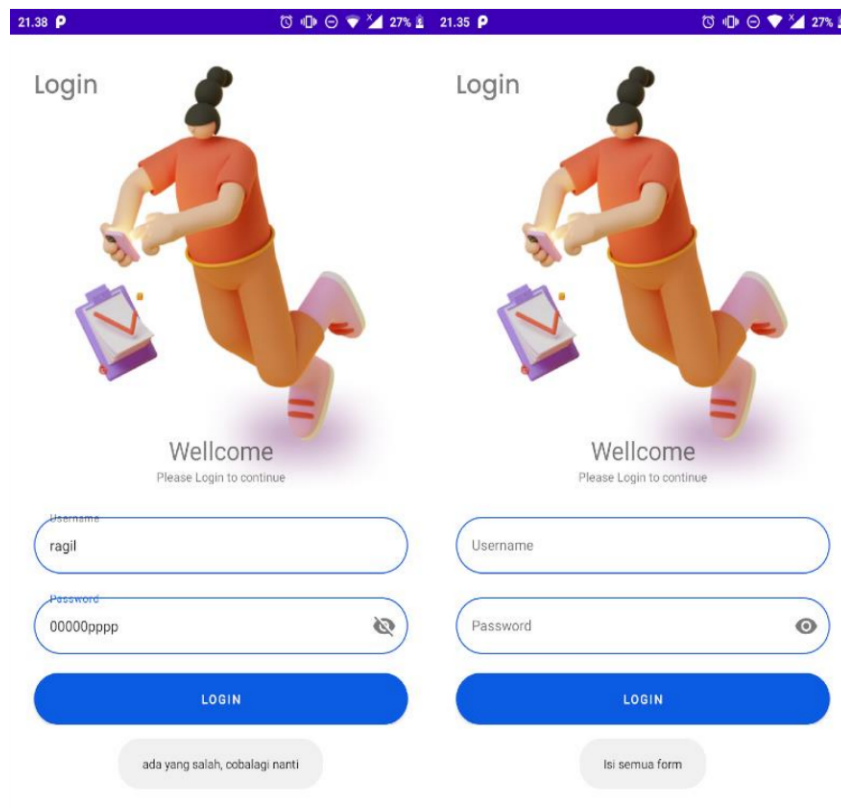 21.38
27%
Login
Wellcome
Please Login to continue
Username
ragil
Password
00000pppp
LOGIN
ada yang salah, cobalagi nanti
21.35
27%
Login
Wellcome
Please Login to continue
Username
Password
LOGIN
Isi semua form